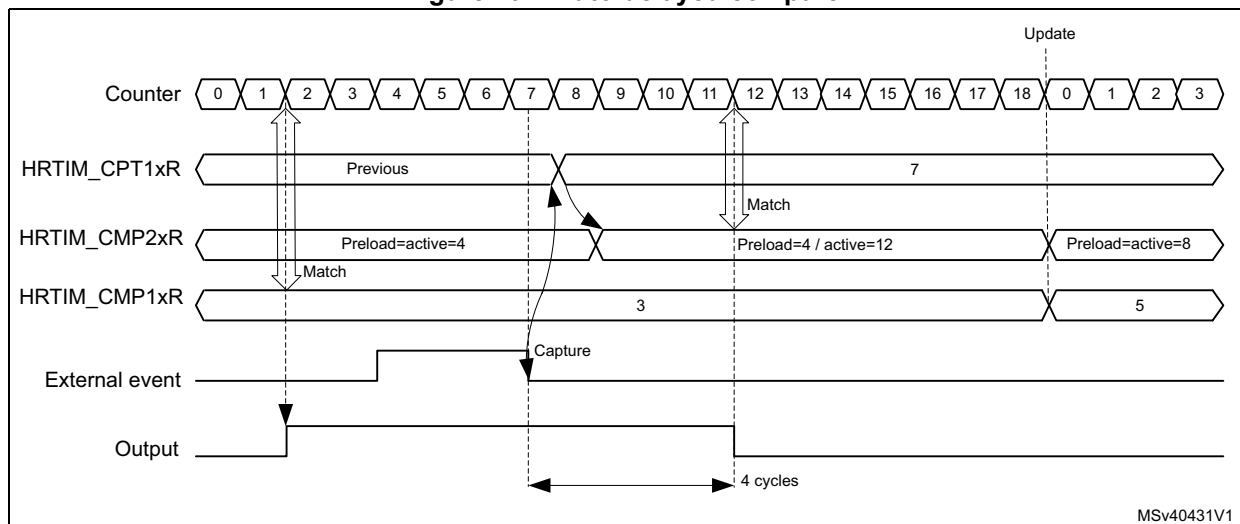 Update
Counter 0 1 2 3 4 5 6 7 8 9 10 11 12 13 14 15 16 17 18 0 1 2 3
HRTIM_CPT1xR Previous 7
Match
HRTIM_CMP2xR Preload=active=4 Preload=4 / active=12 Preload=active=8
Match
HRTIM_CMP1xR 3 5
Capture
External event
Output
4 cycles
MSv40431V1